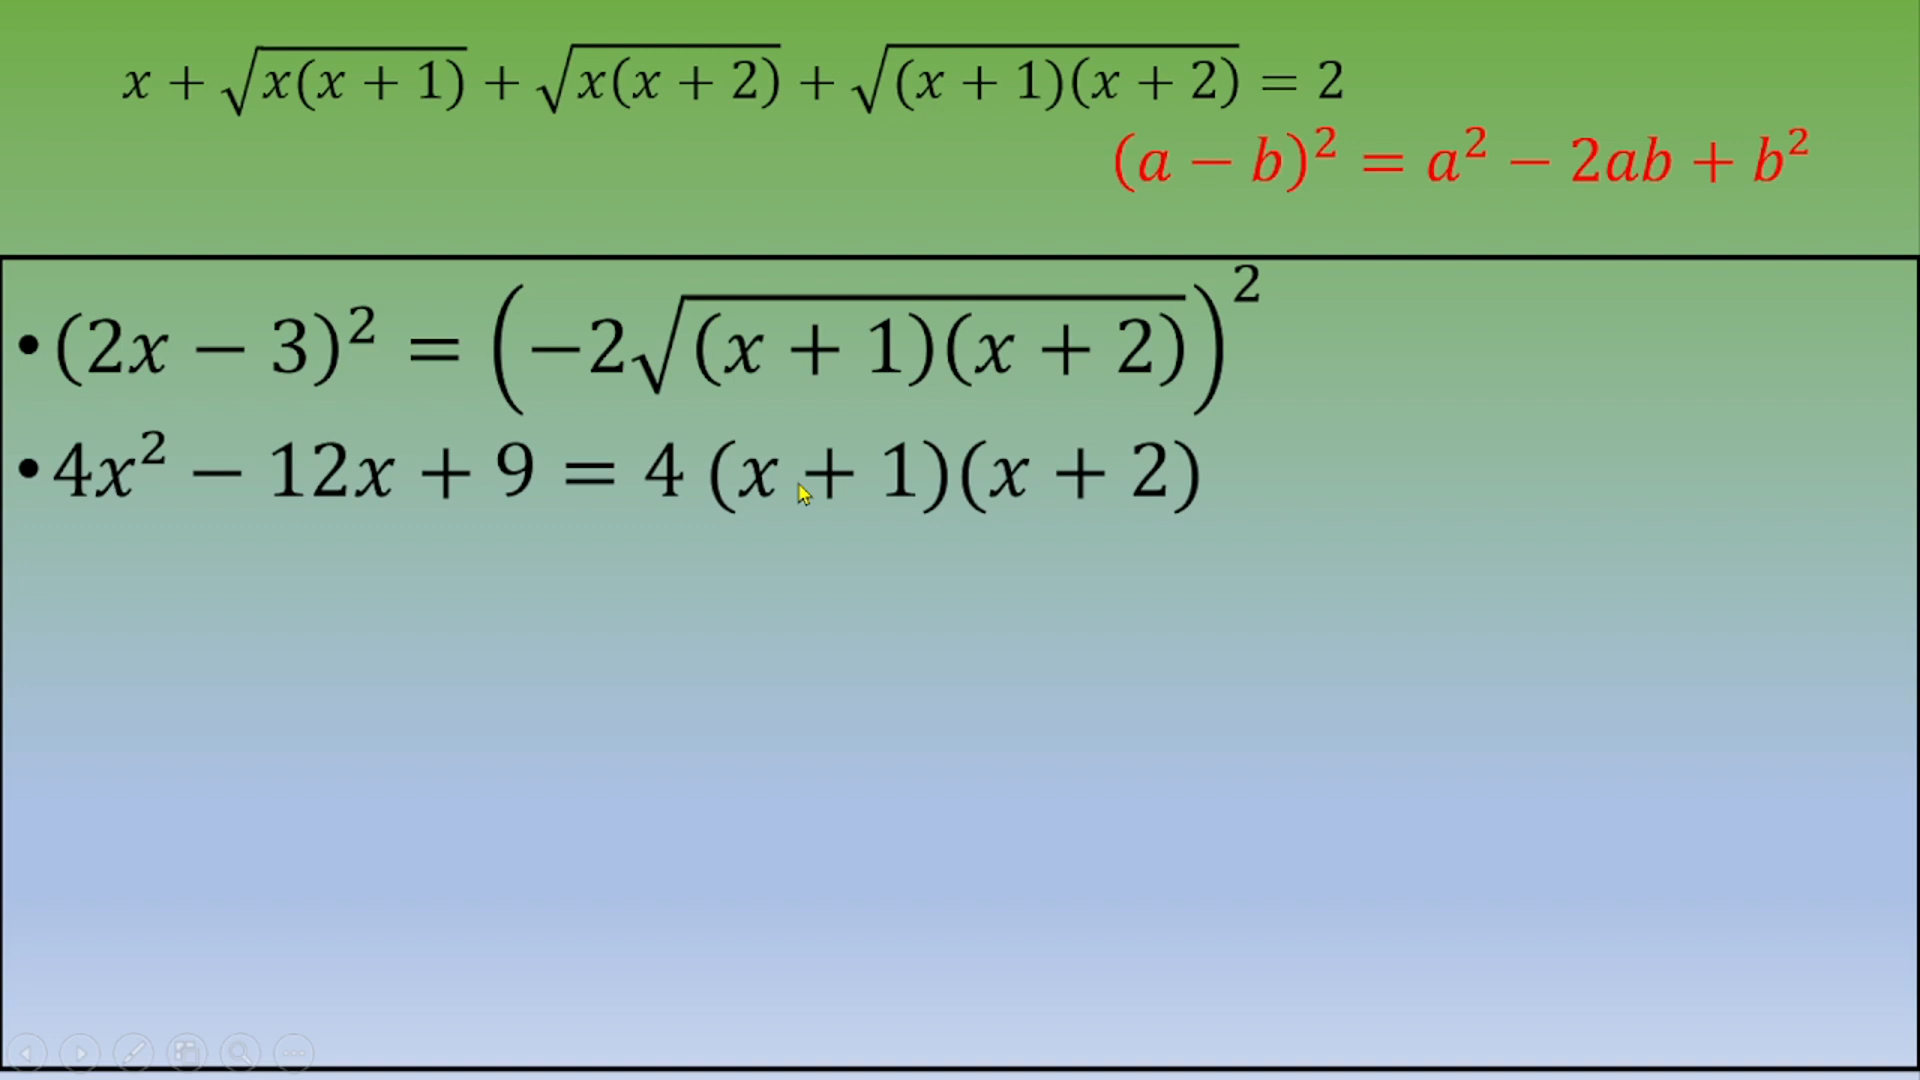 x + √x(x + 1) + √x(x + 2) + √(x + 1)(x + 2) = 2
(a − b)² = a² − 2ab + b²
• (2x − 3)² = (−2√(x + 1)(x + 2))²
• 4x² − 12x + 9 = 4 (x + 1)(x + 2)